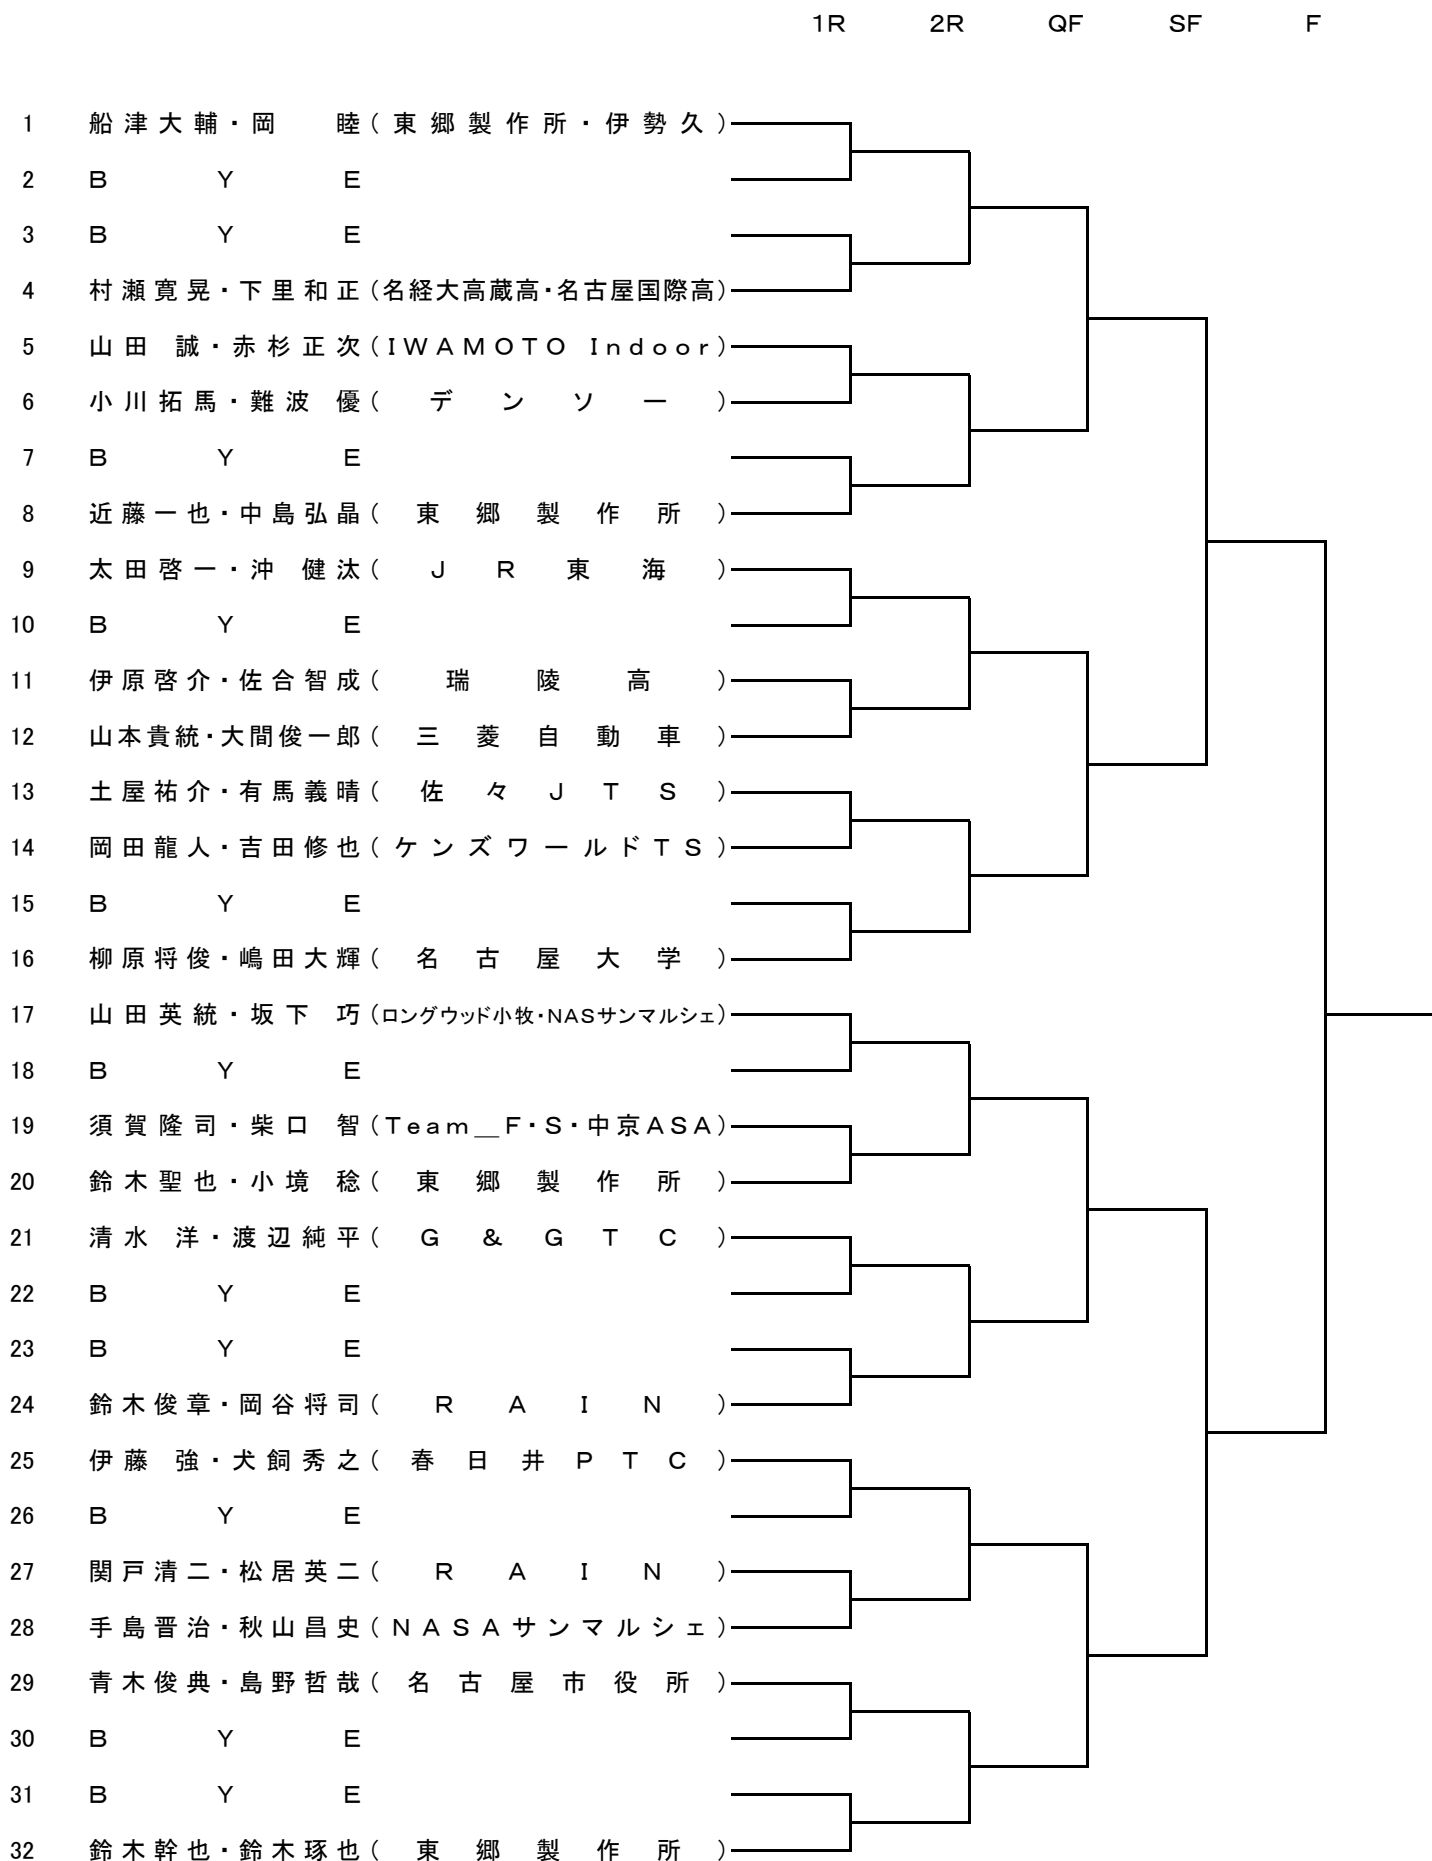 1R 2R QF SF F
1 船津大輔・岡 睦(東郷製作所・伊勢久)
2 B Y E
3 B Y E
4 村瀬寛晃・下里和正(名経大高蔵高・名古屋国際高)
5 山田 誠・赤杉正次(IWAMOTO Indoor)
6 小川拓馬・難波 優(デンソー)
7 B Y E
8 近藤一也・中島弘晶(東郷製作所)
9 太田啓一・沖 健汰(JR東海)
10 B Y E
11 伊原啓介・佐合智成(瑞陵高)
12 山本貴統・大間俊一郎(三菱自動車)
13 土屋祐介・有馬義晴(佐々JTS)
14 岡田龍人・吉田修也(ケンズワールドTS)
15 B Y E
16 柳原将俊・嶋田大輝(名古屋大学)
17 山田英統・坂下 巧(ロングウッド小牧・NASサンマルシェ)
18 B Y E
19 須賀隆司・柴口 智(Team_F・S・中京ASA)
20 鈴木聖也・小境 稔(東郷製作所)
21 清水 洋・渡辺純平(G&GTC)
22 B Y E
23 B Y E
24 鈴木俊章・岡谷将司(RAIN)
25 伊藤 強・犬飼秀之(春日井PTC)
26 B Y E
27 関戸清二・松居英二(RAIN)
28 手島晋治・秋山昌史(NASAサンマルシェ)
29 青木俊典・島野哲哉(名古屋市役所)
30 B Y E
31 B Y E
32 鈴木幹也・鈴木琢也(東郷製作所)